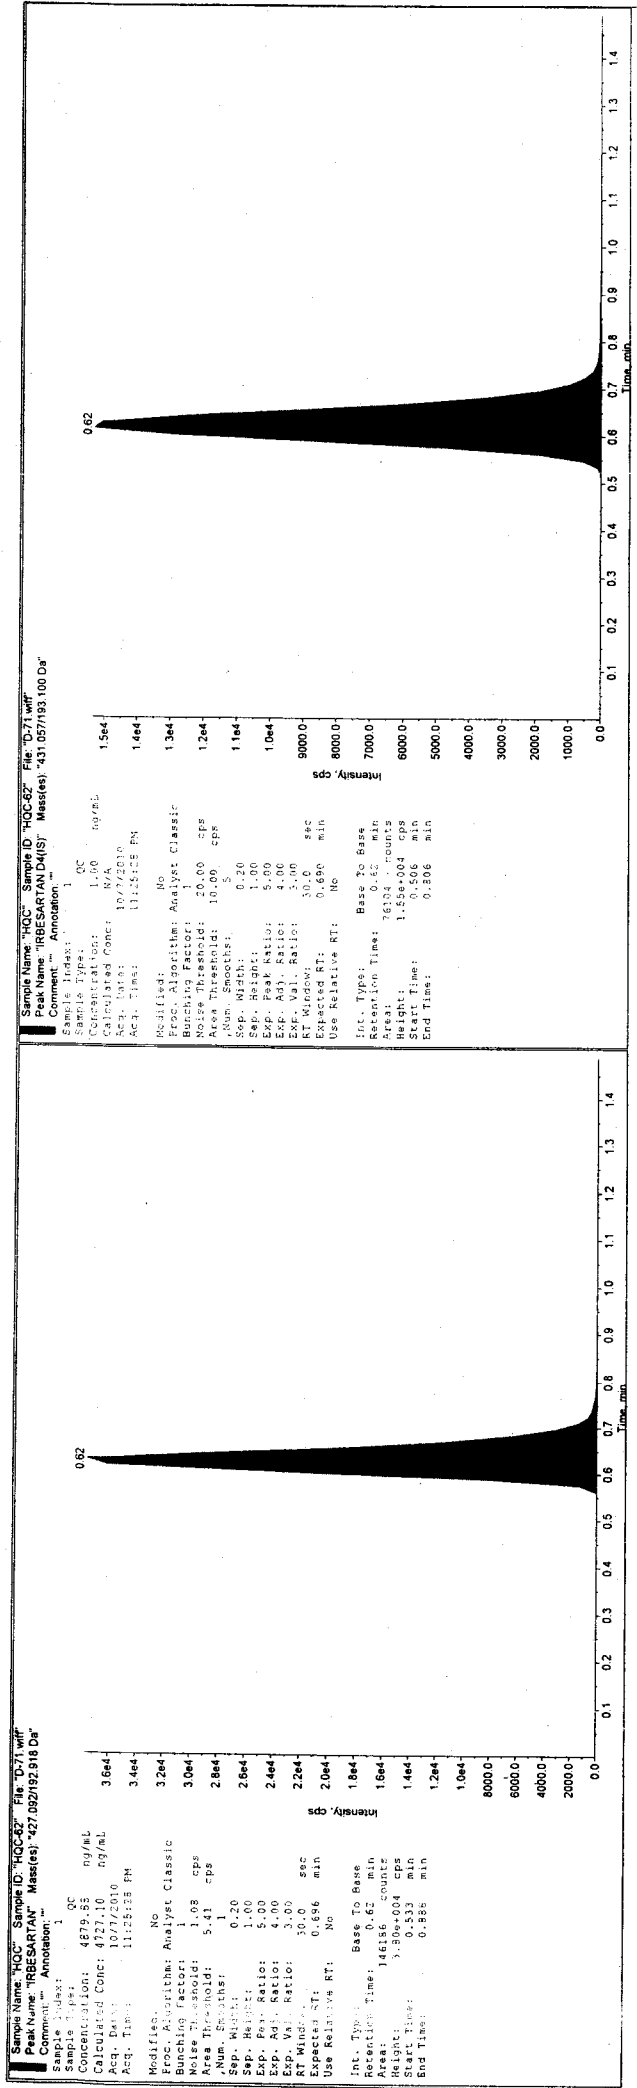 Sample Name: "HQC" Sample ID: "HQC-62" File: "D-71.wiff"
Peak Name: "IRBESARTAN" Mass(es): "427.092/192.918 Da"
Comment: "" Annotation: ""
Sample Index: 1
Sample Type: QC
Concentration: ng/mL
Calculated Conc: 4727.10 ng/mL
Acq. Date: 10/7/2010
Acq. Time: PM
Modified: No
Proc. Algorithm: Analyst Classic
Bunching Factor: 1
Noise Threshold: 1.08 cps
Area Threshold: 5.41 cps
Num. Smooths: 1
Sep. Width: 0.20
Sep. Height: 1.00
Exp. Peak Ratio: 5.00
Exp. Adj. Ratio: 4.00
Exp. Val. Ratio: 3.00
RT Window: 30.0 sec
Expected RT: 0.696 min
Use Relative RT: No
Int. Type: Base To Base
Retention Time: 0.62 min
Area: 146186 counts
Height: e+004 cps
Start Time: 0.533 min
End Time: min
0.62
3.6e4
3.4e4
3.2e4
3.0e4
2.8e4
2.6e4
2.4e4
2.2e4
2.0e4
1.8e4
1.6e4
1.4e4
1.2e4
1.0e4
8000.0
6000.0
4000.0
2000.0
0.0
Intensity, cps
0.1 0.2 0.3 0.4 0.5 0.6 0.7 0.8 0.9 1.0 1.1 1.2 1.3 1.4
Time, min
Sample Name: "HQC" Sample ID: "HQC-62" File: "D-71.wiff"
Peak Name: "IRBESARTAN D4(IS)" Mass(es): "431.057/193.100 Da"
Comment: "" Annotation: ""
Sample Index: 1
Sample Type: QC
Concentration: 1.00 ng/mL
Calculated Conc: N/A
Acq. Date: 10/7/2010
Acq. Time: PM
Modified: No
Proc. Algorithm: Analyst Classic
Bunching Factor: 1
Noise Threshold: 20.00 cps
Area Threshold: 10.00 cps
Num. Smooths: 5
Sep. Width: 0.20
Sep. Height: 1.00
Exp. Peak Ratio: 5.00
Exp. Adj. Ratio: 4.00
Exp. Val. Ratio: 3.00
RT Window: 30.0 sec
Expected RT: 0.690 min
Use Relative RT: No
Int. Type: Base To Base
Retention Time: 0.62 min
Area: 76104 counts
Height: 1.55e+004 cps
Start Time: 0.506 min
End Time: 0.806 min
0.62
1.5e4
1.4e4
1.3e4
1.2e4
1.1e4
1.0e4
9000.0
8000.0
7000.0
6000.0
5000.0
4000.0
3000.0
2000.0
1000.0
0.0
Intensity, cps
0.1 0.2 0.3 0.4 0.5 0.6 0.7 0.8 0.9 1.0 1.1 1.2 1.3 1.4
Time, min